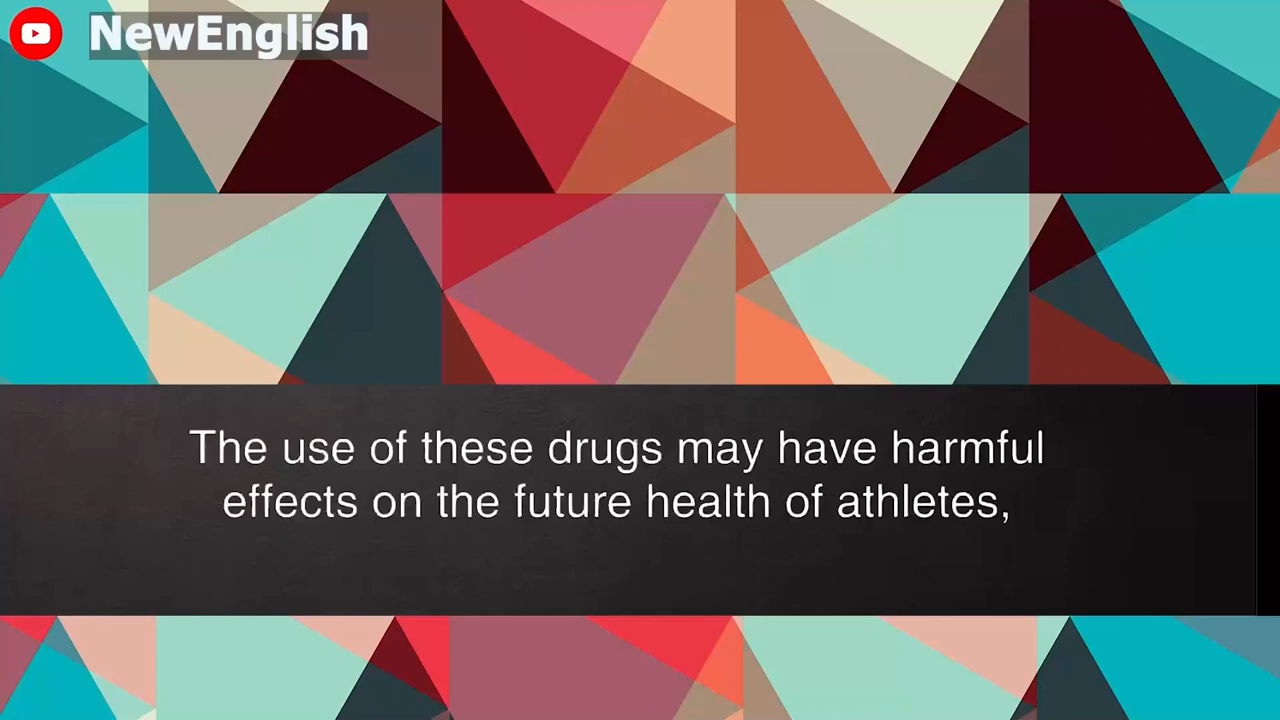 NewEnglish
The use of these drugs may have harmful
effects on the future health of athletes,